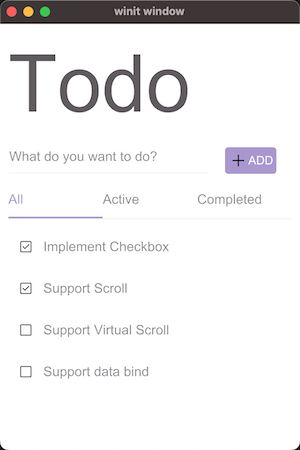 winit window
Todo
What do you want to do?
ADD
All Active Completed
Implement Checkbox
Support Scroll
Support Virtual Scroll
Support data bind